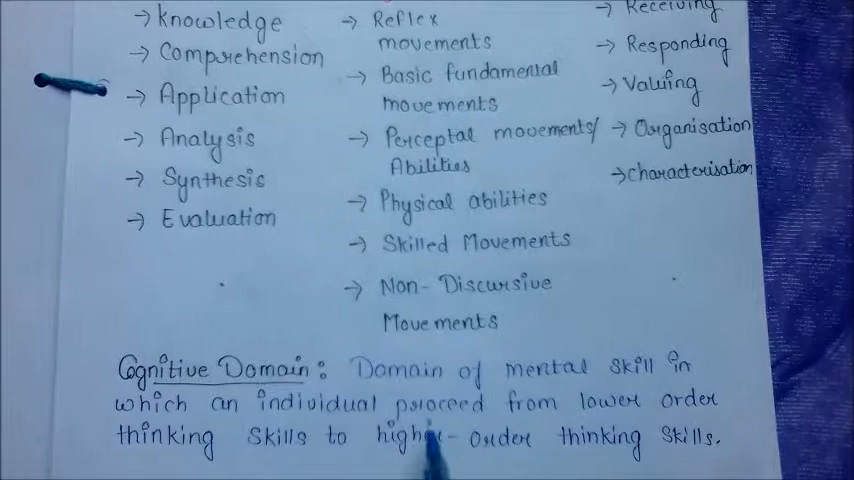 → Knowledge
→ Comprehension
→ Application
→ Analysis
→ Synthesis
→ Evaluation
→ Reflex
movements
→ Basic fundamental
movements
→ Perceptal movements/
Abilities
→ Physical abilities
→ Skilled Movements
→ Non-Discursive
Movements
→ Receiving
→ Responding
→ Valuing
→ Organisation
→ characterisation
Cognitive Domain: Domain of mental skill in
which an individual proceed from lower order
thinking skills to higher-order thinking skills.